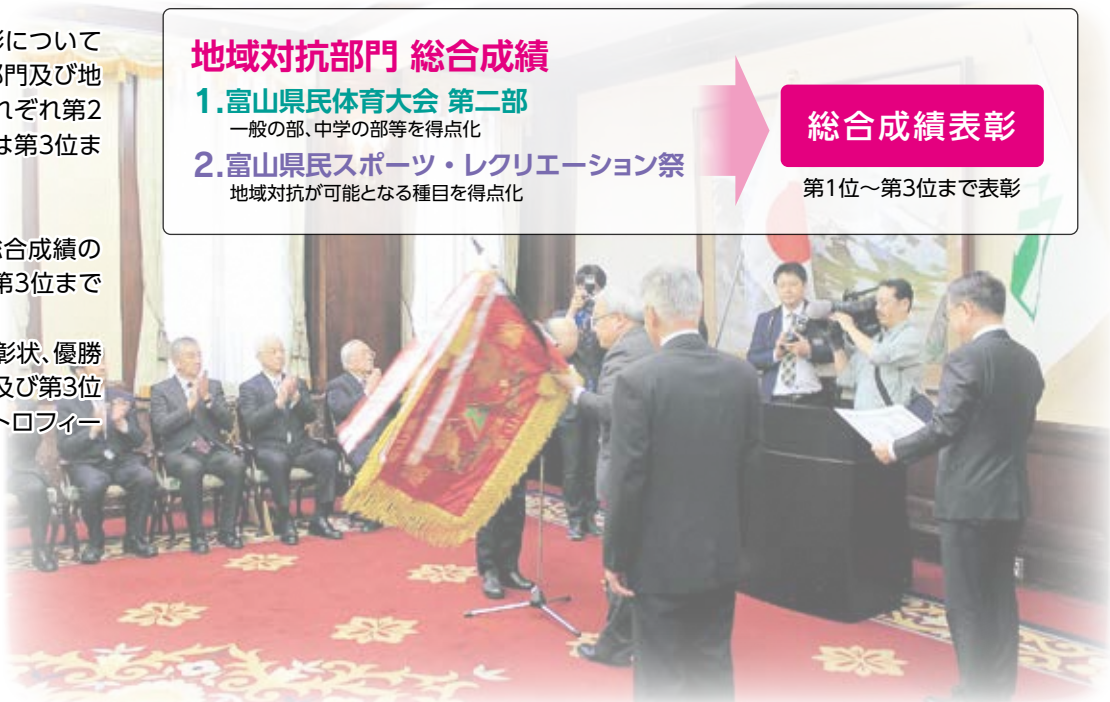 彰について
部門及び地
れぞれ第2
は第3位ま
総合成績の
第3位まで
彰状、優勝
及び第3位
トロフィー
地域対抗部門 総合成績
1.富山県民体育大会 第二部
一般の部、中学の部等を得点化
2.富山県民スポーツ・レクリエーション祭
地域対抗が可能となる種目を得点化
総合成績表彰
第1位～第3位まで表彰